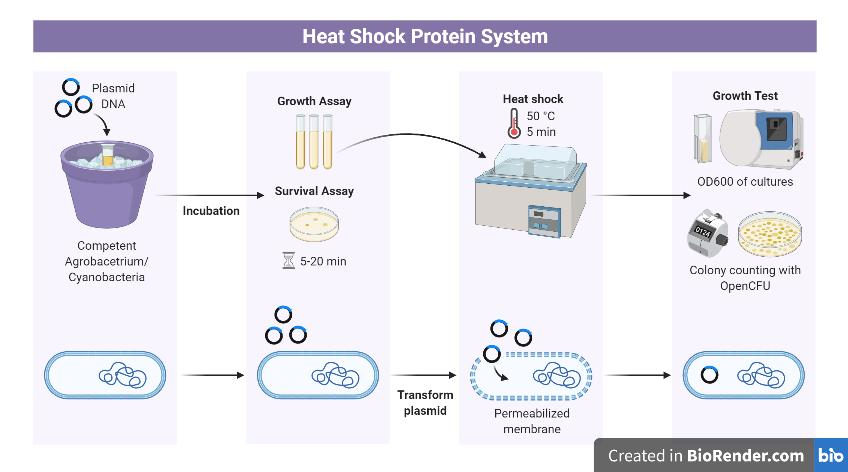 Heat Shock Protein System
Plasmid
DNA
Competent
Agrobacetrium/
Cyanobacteria
Incubation
Growth Assay
Survival Assay
5-20 min
Heat shock
50 °C
5 min
Growth Test
OD600 of cultures
0124
Colony counting with
OpenCFU
Transform
plasmid
Permeabilized
membrane
Created in BioRender.com
bio